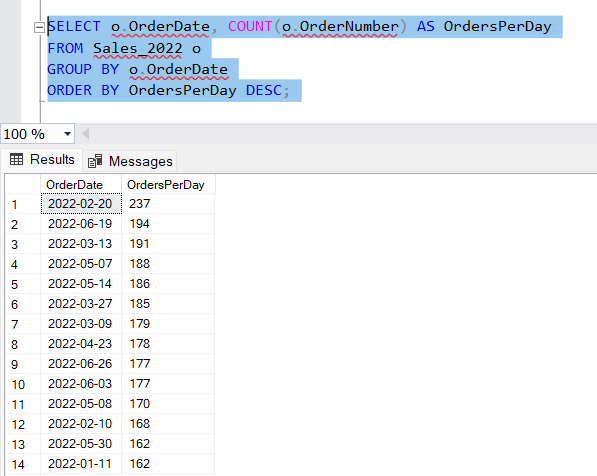 SELECT o.OrderDate, COUNT(o.OrderNumber) AS OrdersPerDay
FROM Sales_2022 o
GROUP BY o.OrderDate
ORDER BY OrdersPerDay DESC;
100 %
Results Messages
OrderDate OrdersPerDay
1 2022-02-20 237
2 2022-06-19 194
3 2022-03-13 191
4 2022-05-07 188
5 2022-05-14 186
6 2022-03-27 185
7 2022-03-09 179
8 2022-04-23 178
9 2022-06-26 177
10 2022-06-03 177
11 2022-05-08 170
12 2022-02-10 168
13 2022-05-30 162
14 2022-01-11 162